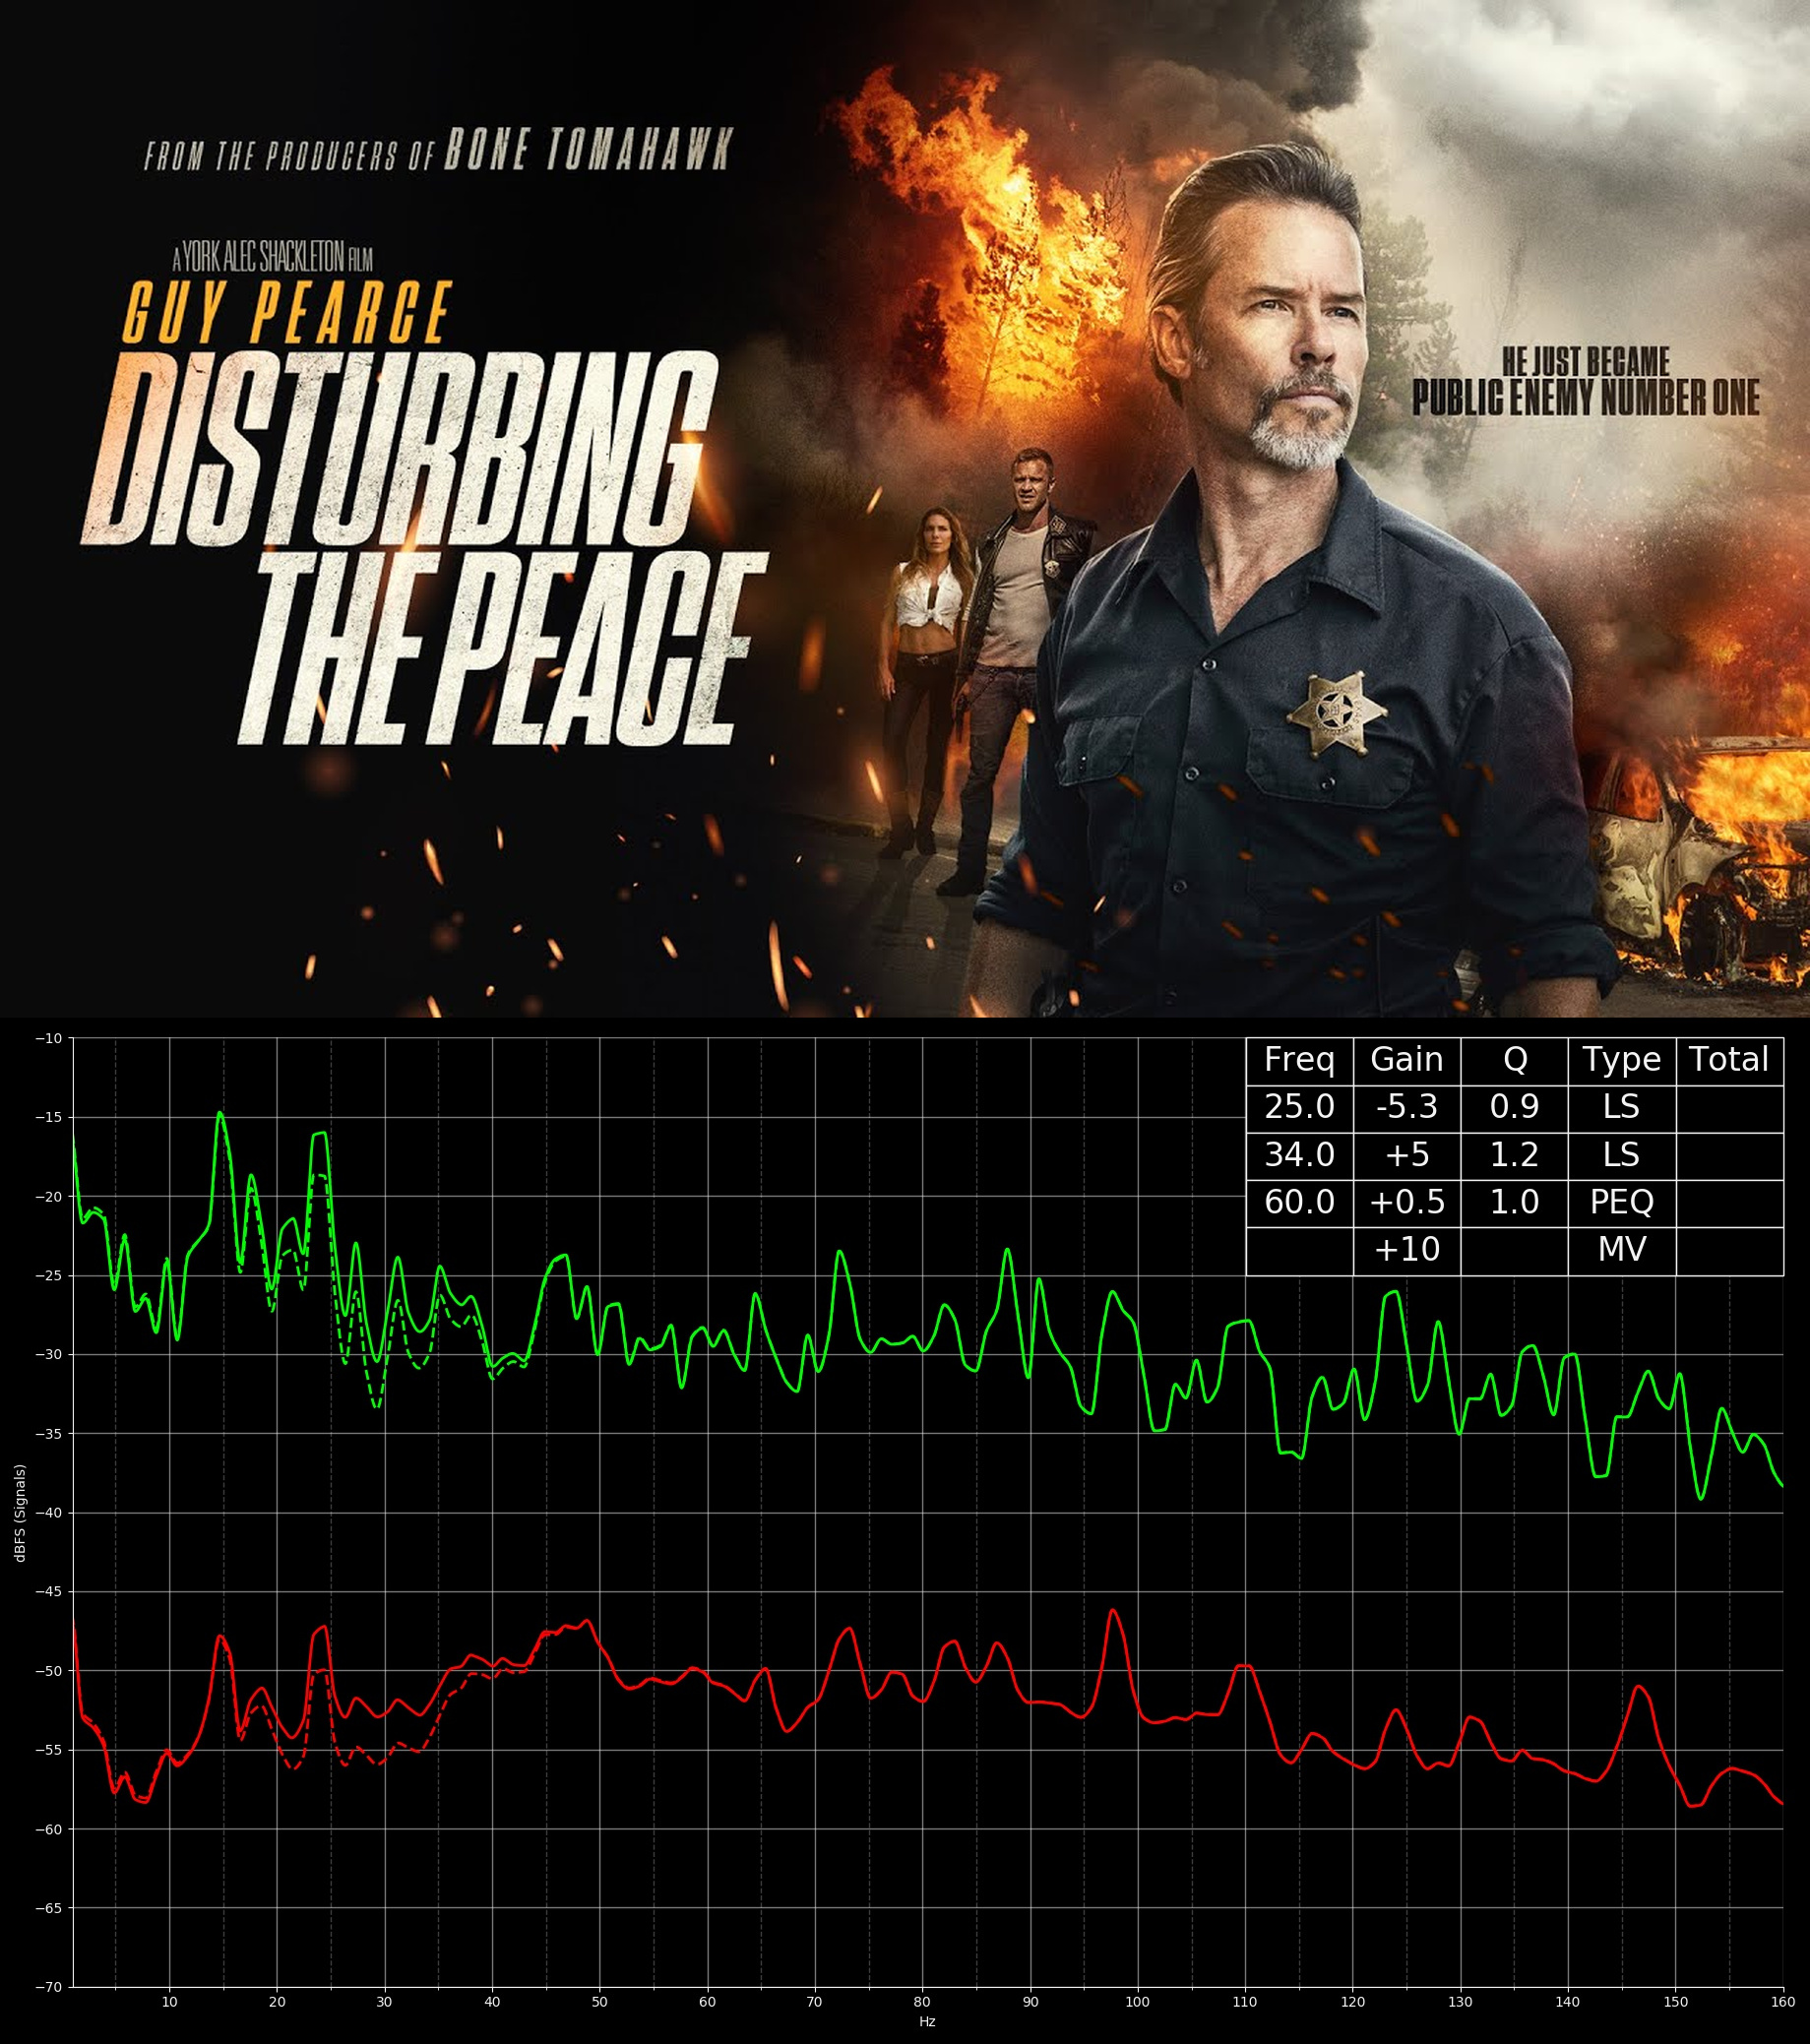 FROM THE PRODUCERS OF BONE TOMAHAWK
A YORK ALEC SHACKLETON FILM
GUY PEARCE
DISTURBING
THE PEACE
HE JUST BECAME
PUBLIC ENEMY NUMBER ONE
Freq Gain Q Type Total
25.0 -5.3 0.9 LS
34.0 +5 1.2 LS
60.0 +0.5 1.0 PEQ
+10 MV
−10
−15
−20
−25
−30
−35
−40
−45
−50
−55
−60
−65
−70
dBFS (Signals)
10 20 30 40 50 60 70 80 90 100 110 120 130 140 150 160
Hz